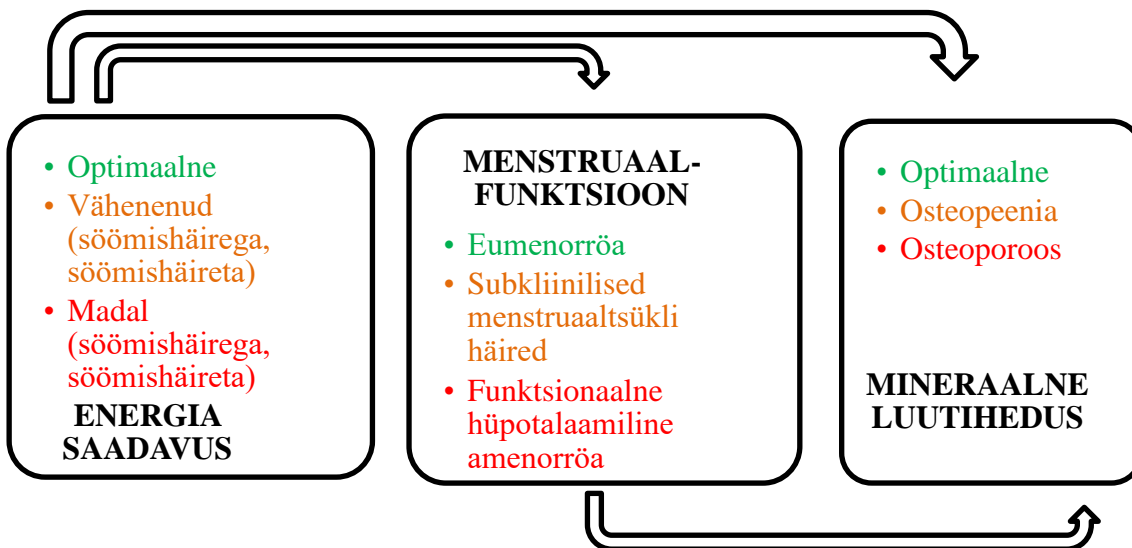 • Optimaalne
• Vähenenud
(söömishäirega,
söömishäireta)
• Madal
(söömishäirega,
söömishäireta)
ENERGIA
SAADAVUS
MENSTRUAAL-
FUNKTSIOON
• Eumenorröa
• Subkliinilised
menstruaaltsükli
häired
• Funktsionaalne
hüpotalaamiline
amenorröa
• Optimaalne
• Osteopeenia
• Osteoporoos
MINERAALNE
LUUTIHEDUS